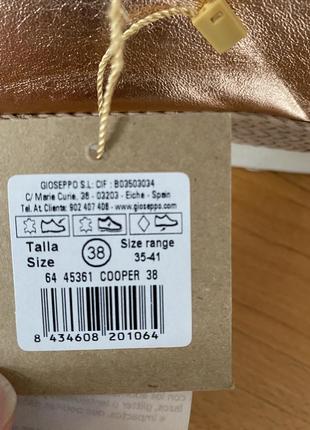 GIOSEPPO S.L: CIF : B03503034
C/ Marie Curie, 38 - 03203 - Elche - Spain
Tel. At. Cliente: 902 407 408 - www.gioseppo.com
Talla
Size
38
Size range
35-41
64 45361 COOPER 38
8 434608 201064